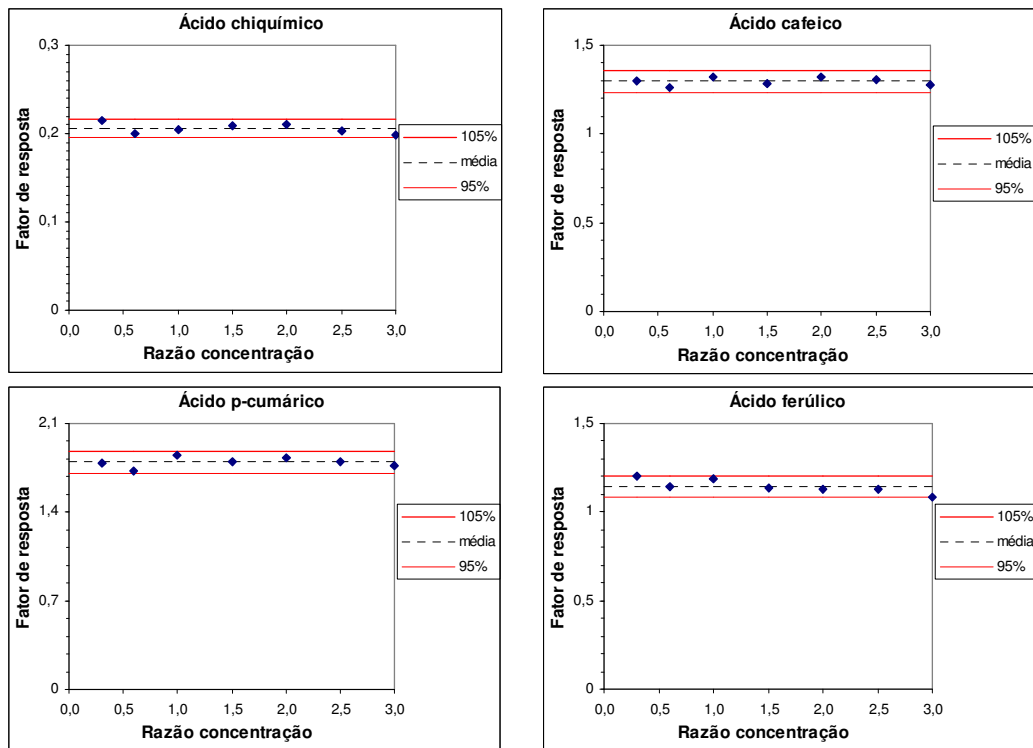 Ácido chiquímico
0,3
0,2
0,1
0
0,0 0,5 1,0 1,5 2,0 2,5 3,0
Razão concentração
Fator de resposta
105%
média
95%
Ácido cafeico
1,5
1
0,5
0
0,0 0,5 1,0 1,5 2,0 2,5 3,0
Razão concentração
Fator de resposta
105%
média
95%
Ácido p-cumárico
2,1
1,4
0,7
0
0,0 0,5 1,0 1,5 2,0 2,5 3,0
Razão concentração
Fator de resposta
105%
média
95%
Ácido ferúlico
1,5
1
0,5
0
0,0 0,5 1,0 1,5 2,0 2,5 3,0
Razão concentração
Fator de resposta
105%
média
95%